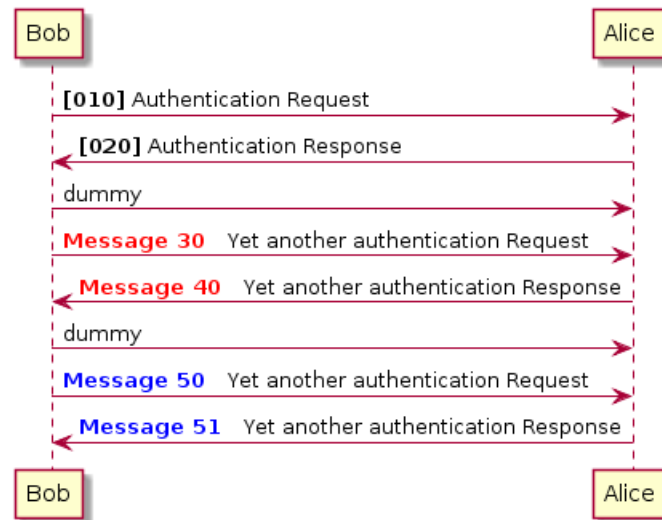 Bob Alice
[010] Authentication Request
[020] Authentication Response
dummy
Message 30 Yet another authentication Request
Message 40 Yet another authentication Response
dummy
Message 50 Yet another authentication Request
Message 51 Yet another authentication Response
Bob Alice